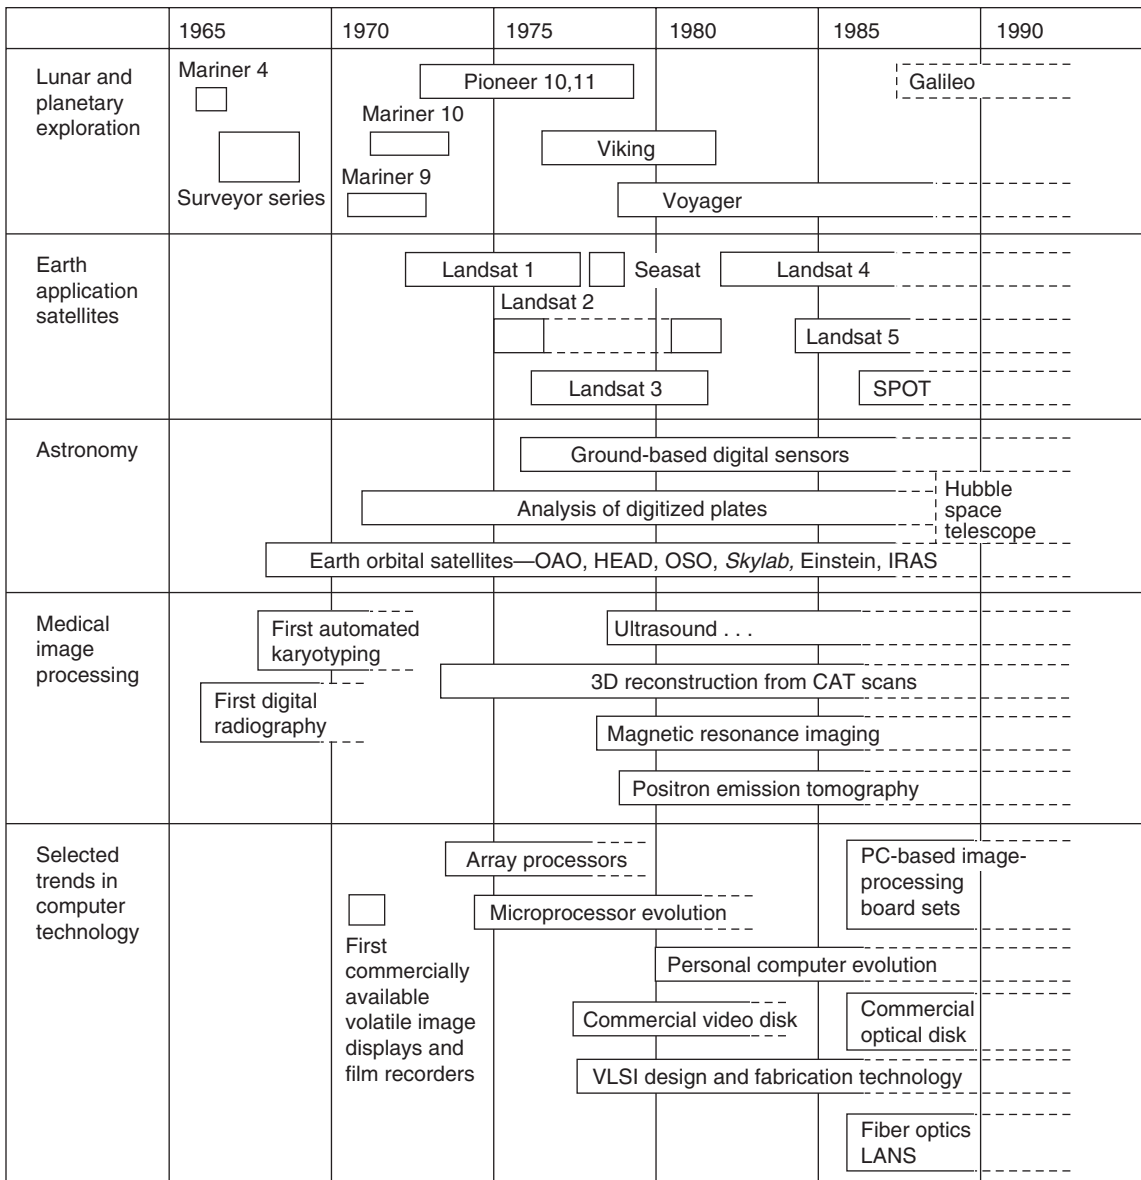 1965 1970 1975 1980 1985 1990
Lunar and
planetary
exploration
Mariner 4
Surveyor series
Pioneer 10,11
Mariner 10
Mariner 9
Viking
Voyager
Galileo
Earth
application
satellites
Landsat 1
Seasat
Landsat 4
Landsat 2
Landsat 5
Landsat 3
SPOT
Astronomy
Ground-based digital sensors
Analysis of digitized plates
Hubble
space
telescope
Earth orbital satellites—OAO, HEAD, OSO, Skylab, Einstein, IRAS
Medical
image
processing
First automated
karyotyping
First digital
radiography
Ultrasound . . .
3D reconstruction from CAT scans
Magnetic resonance imaging
Positron emission tomography
Selected
trends in
computer
technology
Array processors
Microprocessor evolution
First
commercially
available
volatile image
displays and
film recorders
PC-based image-
processing
board sets
Personal computer evolution
Commercial video disk
Commercial
optical disk
VLSI design and fabrication technology
Fiber optics
LANS